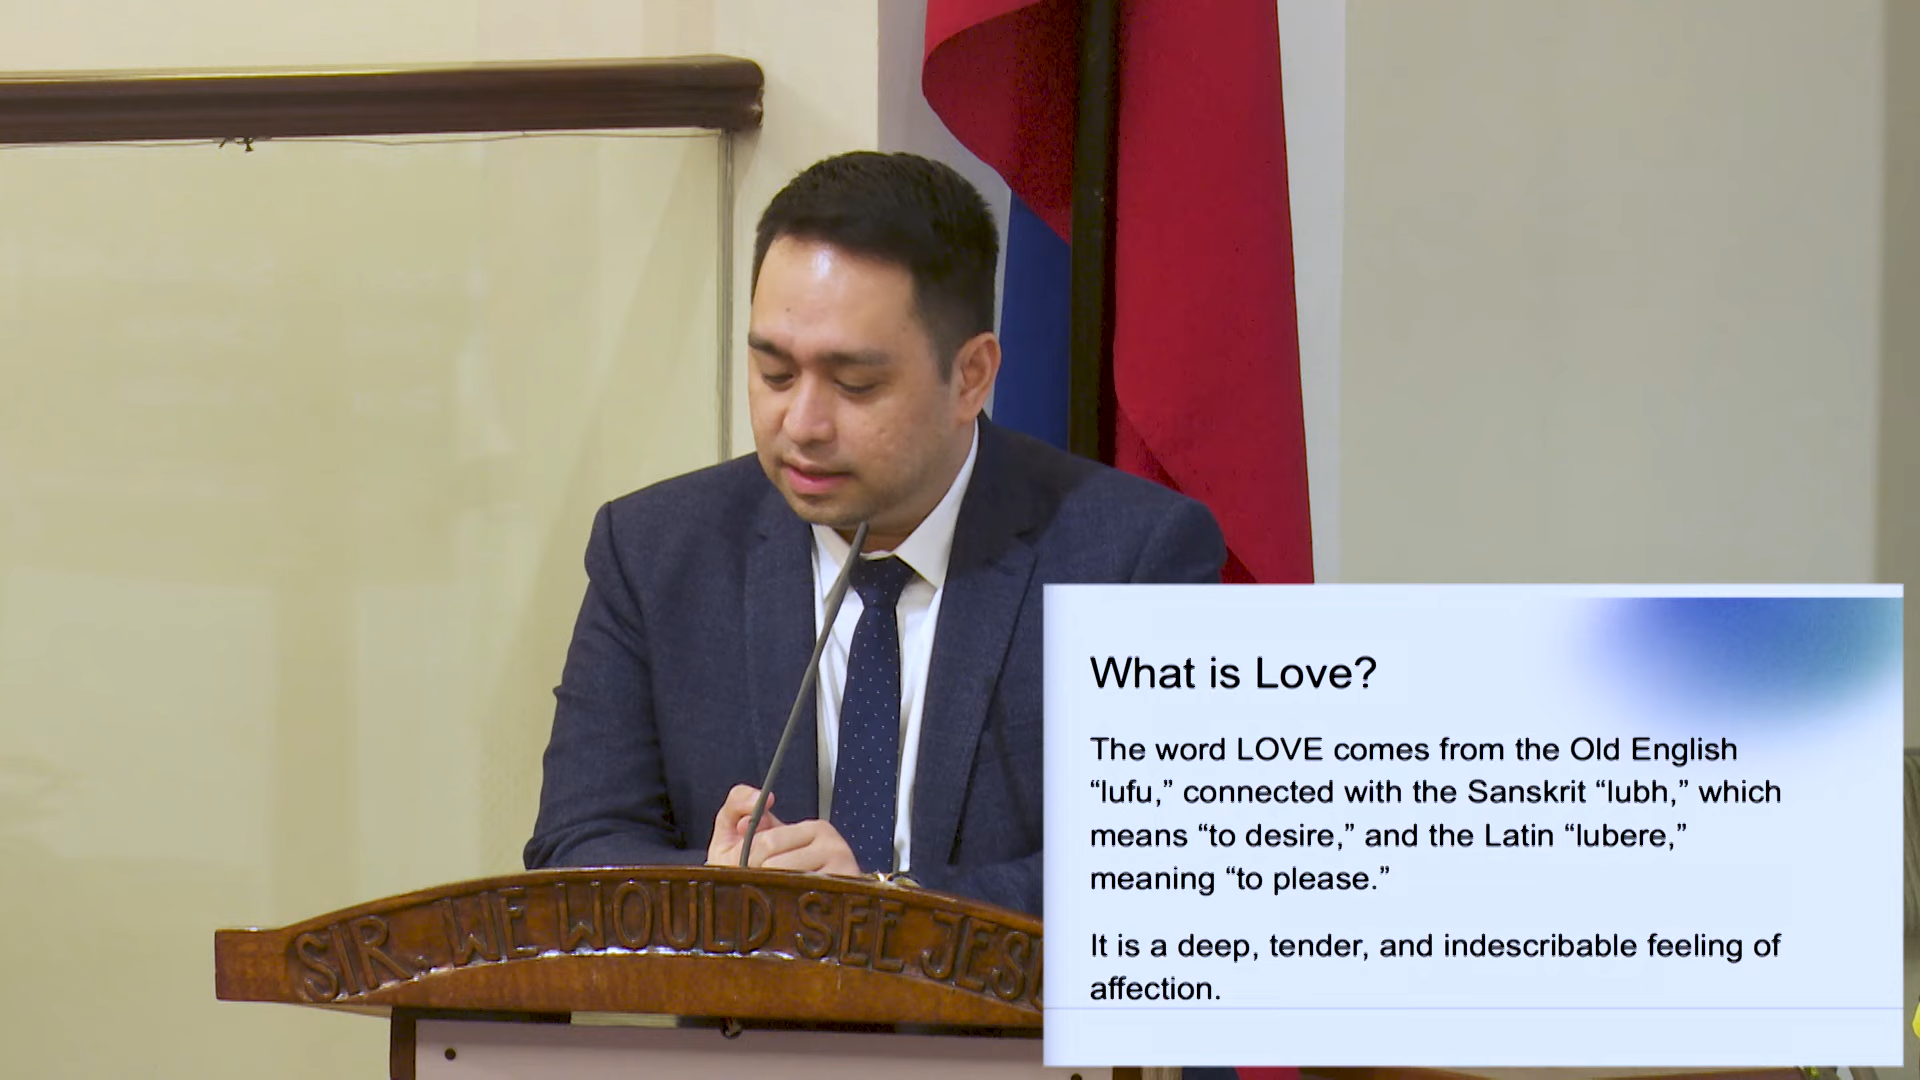 SIR, WE WOULD SEE JESU
What is Love?
The word LOVE comes from the Old English
“lufu,” connected with the Sanskrit “lubh,” which
means “to desire,” and the Latin “lubere,”
meaning “to please.”
It is a deep, tender, and indescribable feeling of
affection.